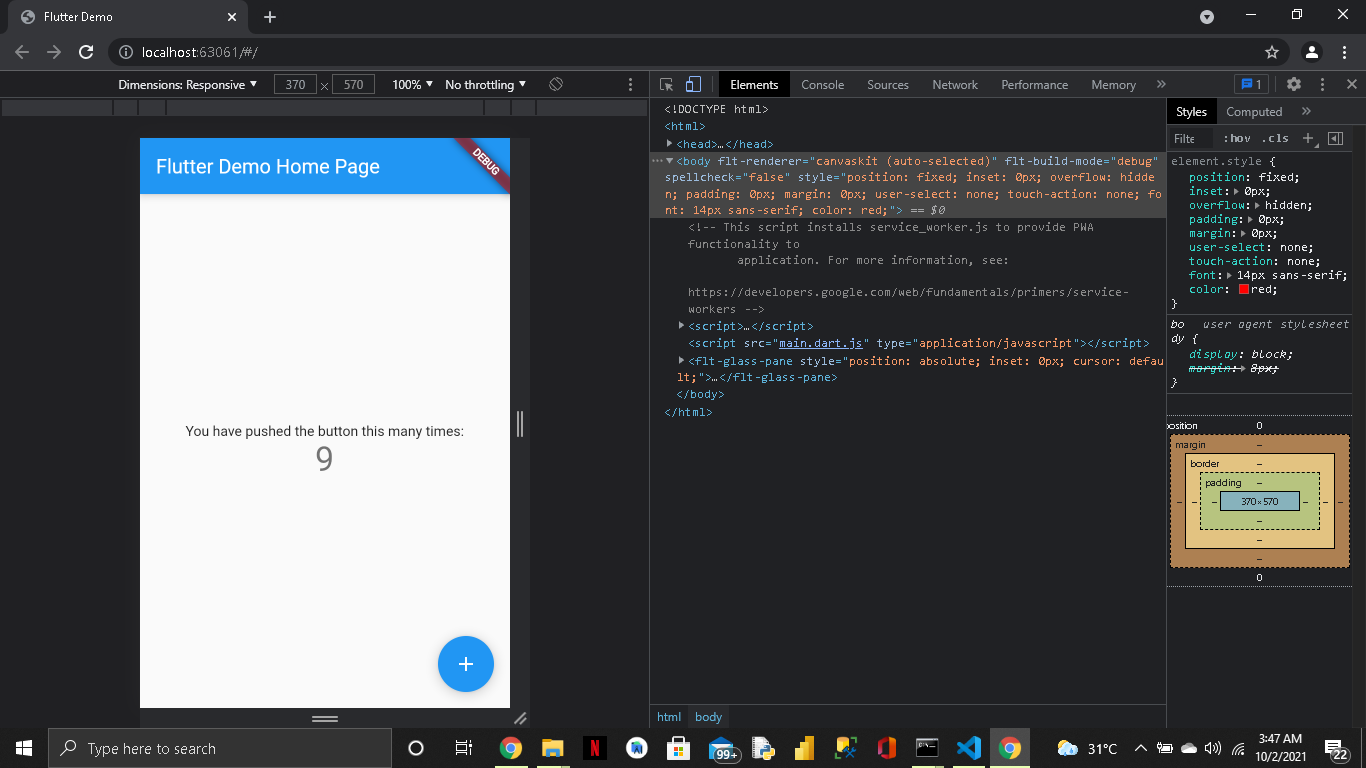 Flutter Demo
localhost:63061/#/
Dimensions: Responsive 370 × 570 100% No throttling
Elements Console Sources Network Performance Memory » 1
Flutter Demo Home Page
DEBUG
You have pushed the button this many times:
9
+
<!DOCTYPE html>
<html>
<head>…</head>
<body flt-renderer="canvaskit (auto-selected)" flt-build-mode="debug"
spellcheck="false" style="position: fixed; inset: 0px; overflow: hidde
n; padding: 0px; margin: 0px; user-select: none; touch-action: none; fo
nt: 14px sans-serif; color: red;"> == $0
<!-- This script installs service_worker.js to provide PWA
functionality to
application. For more information, see:
https://developers.google.com/web/fundamentals/primers/service-
workers -->
<script>…</script>
<script src="main.dart.js" type="application/javascript"></script>
<flt-glass-pane style="position: absolute; inset: 0px; cursor: defau
lt;">…</flt-glass-pane>
</body>
</html>
html body
Styles Computed »
Filte :hov .cls +
element.style {
position: fixed;
inset: 0px;
overflow: hidden;
padding: 0px;
margin: 0px;
user-select: none;
touch-action: none;
font: 14px sans-serif;
color: red;
}
bo user agent stylesheet
dy {
display: block;
margin: 8px;
}
position 0
margin –
border –
padding –
– – – 370×570 – – –
–
–
–
0
Type here to search
99+
31°C
3:47 AM
10/2/2021
22